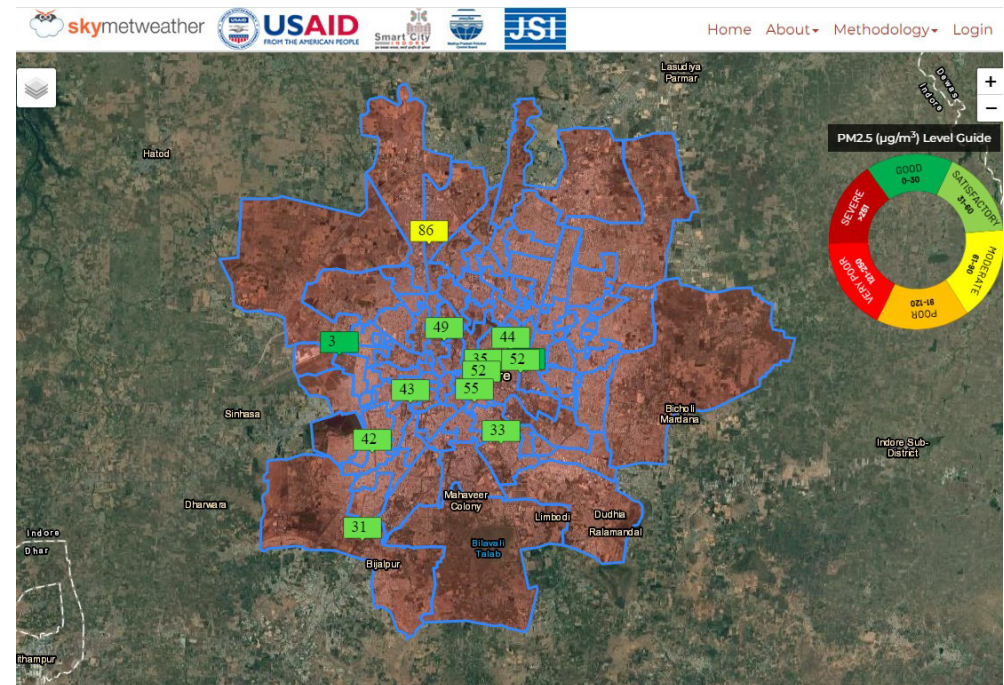 skymetweather
USAID
FROM THE AMERICAN PEOPLE
Smart City
INDORE
JSI
Home About Methodology Login
Lasudiya
Parmar
Dewas
Indore
+
−
PM2.5 (µg/m³) Level Guide
GOOD
0-30
SATISFACTORY
31-60
MODERATE
61-90
POOR
91-120
VERY POOR
121-250
SEVERE
>251
Hatod
86
49
44
3
35
52
52
43
55
Bicholi
Mardana
Sinhasa
33
42
Indore Sub-
District
Mahaveer
Colony
Dharwara
Limbodi
Dudhia
Ralamandal
31
Indore
Dhar
Bilavali
Talab
Bijalpur
ithampur